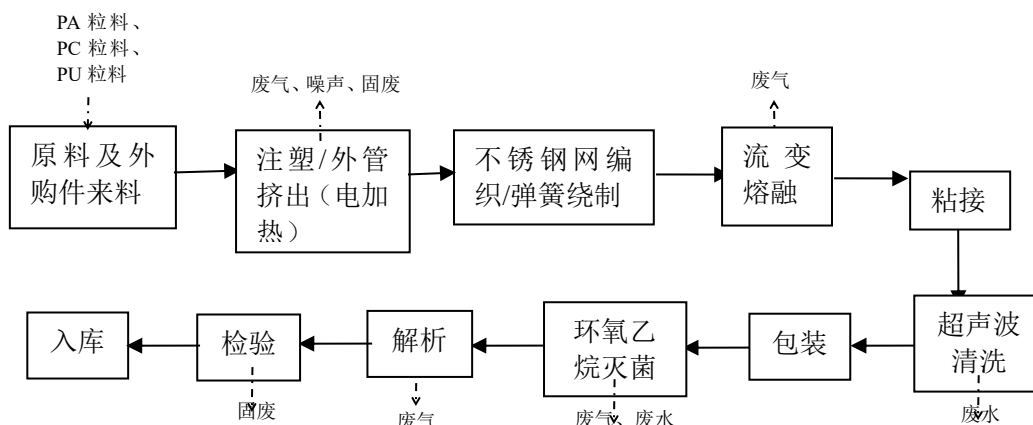 PA 粒料、
PC 粒料、
PU 粒料
废气、噪声、固废
废气
原料及外
购件来料
注塑/外管
挤出（电加
热）
不锈钢网编
织/弹簧绕制
流变
熔融
粘接
入库
检验
解析
环氧乙
烷灭菌
包装
超声波
清洗
固废
废气
废气、废水
废水